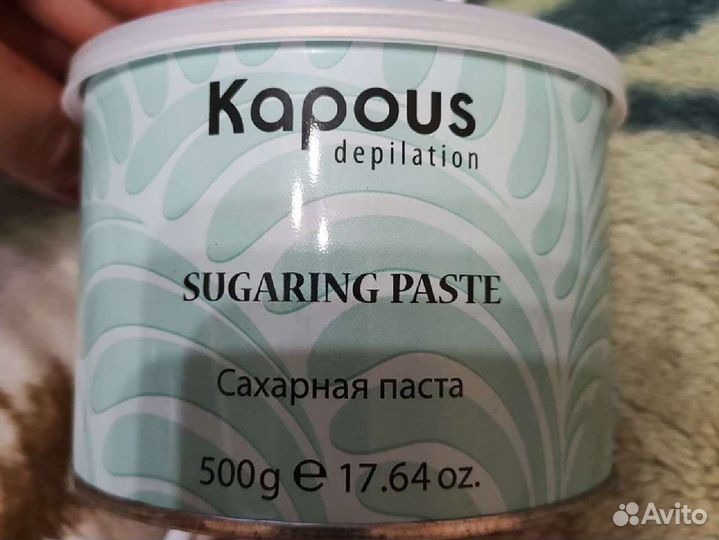 Kapous
depilation
SUGARING PASTE
Сахарная паста
500g ℮ 17.64 oz.
Avito